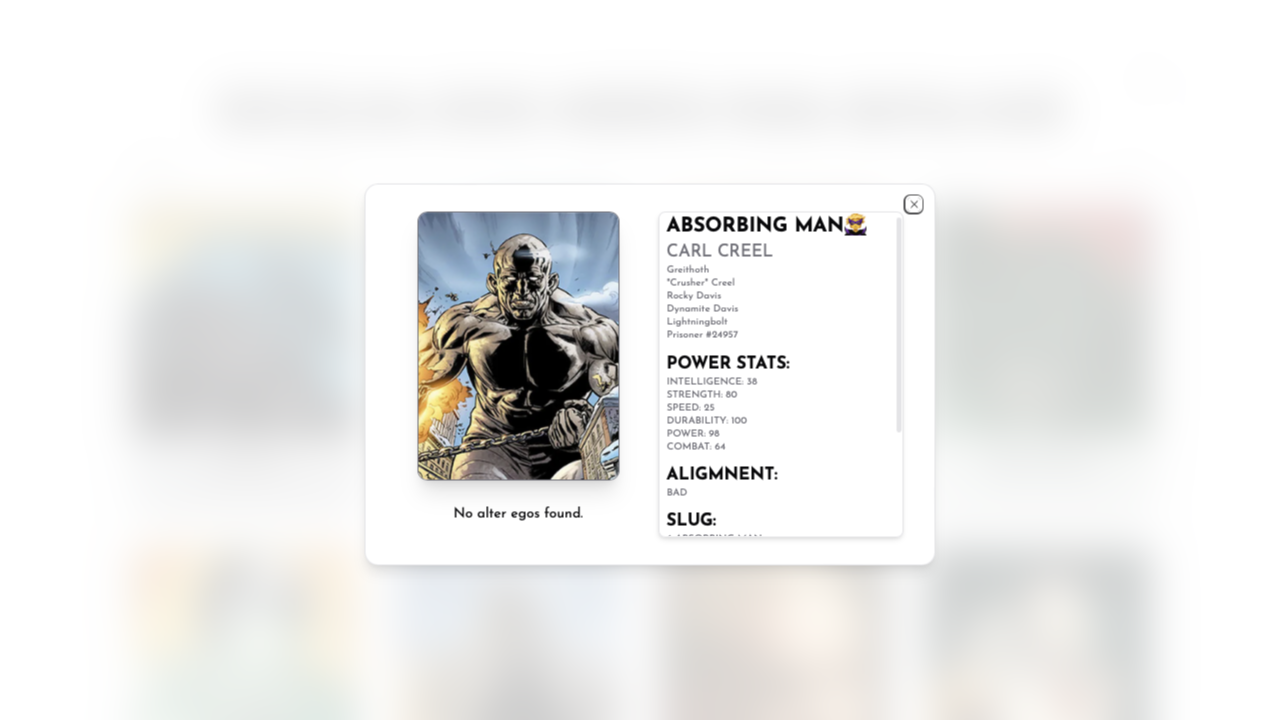 ABSORBING MAN
CARL CREEL
Greithoth
"Crusher" Creel
Rocky Davis
Dynamite Davis
Lightningbolt
Prisoner #24957
POWER STATS:
INTELLIGENCE: 38
STRENGTH: 80
SPEED: 25
DURABILITY: 100
POWER: 98
COMBAT: 64
ALIGMNENT:
BAD
SLUG:
No alter egos found.